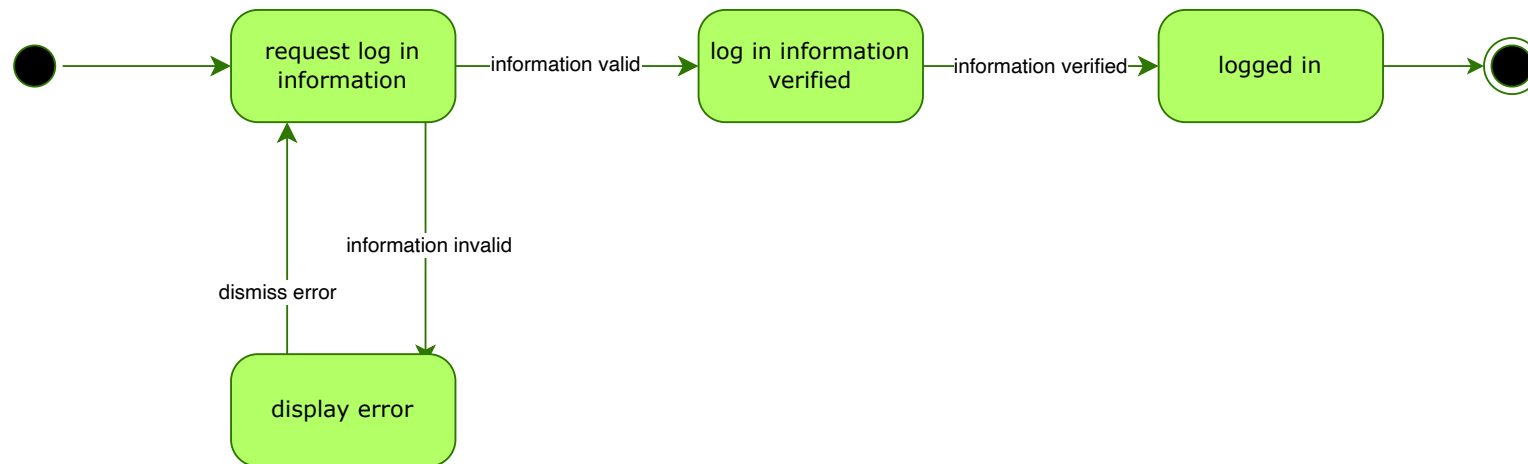 request log in
information
information valid
log in information
verified
information verified
logged in
information invalid
dismiss error
display error